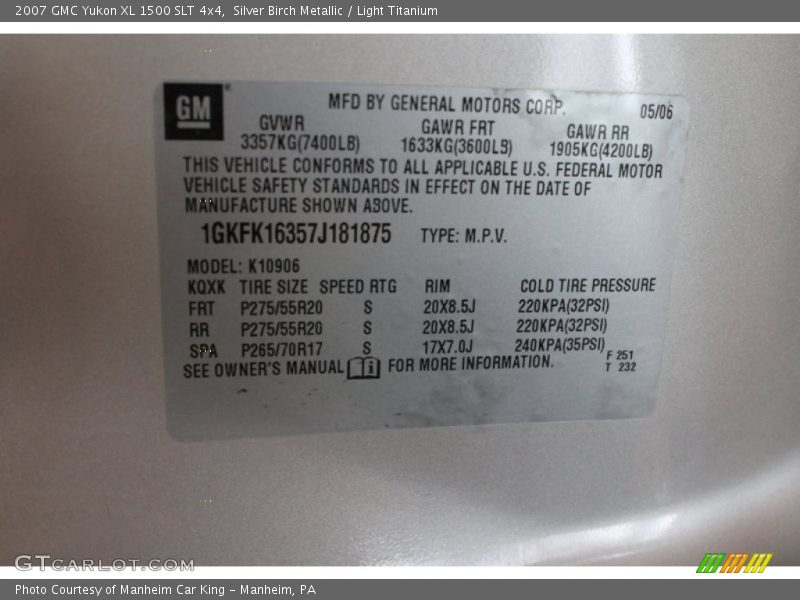 2007 GMC Yukon XL 1500 SLT 4x4,  Silver Birch Metallic / Light Titanium
GM
MFD BY GENERAL MOTORS CORP.
05/06
GVWR GAWR FRT GAWR RR
3357KG(7400LB) 1633KG(3600LB) 1905KG(4200LB)
THIS VEHICLE CONFORMS TO ALL APPLICABLE U.S. FEDERAL MOTOR
VEHICLE SAFETY STANDARDS IN EFFECT ON THE DATE OF
MANUFACTURE SHOWN ABOVE.
1GKFK16357J181875 TYPE: M.P.V.
MODEL: K10906
KQXK TIRE SIZE SPEED RTG RIM COLD TIRE PRESSURE
FRT P275/55R20 S 20X8.5J 220KPA(32PSI)
RR P275/55R20 S 20X8.5J 220KPA(32PSI)
SPA P265/70R17 S 17X7.0J 240KPA(35PSI)
SEE OWNER'S MANUAL i FOR MORE INFORMATION.
F 251
T 232
GTCARLOT.COM
Photo Courtesy of Manheim Car King – Manheim, PA